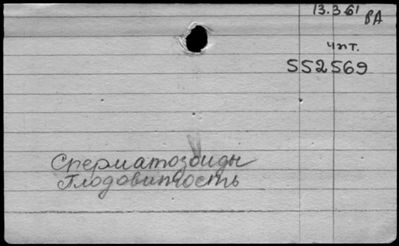 13.3.61 ВА
чит.
552569
Сперматозоиды
Плодовитость